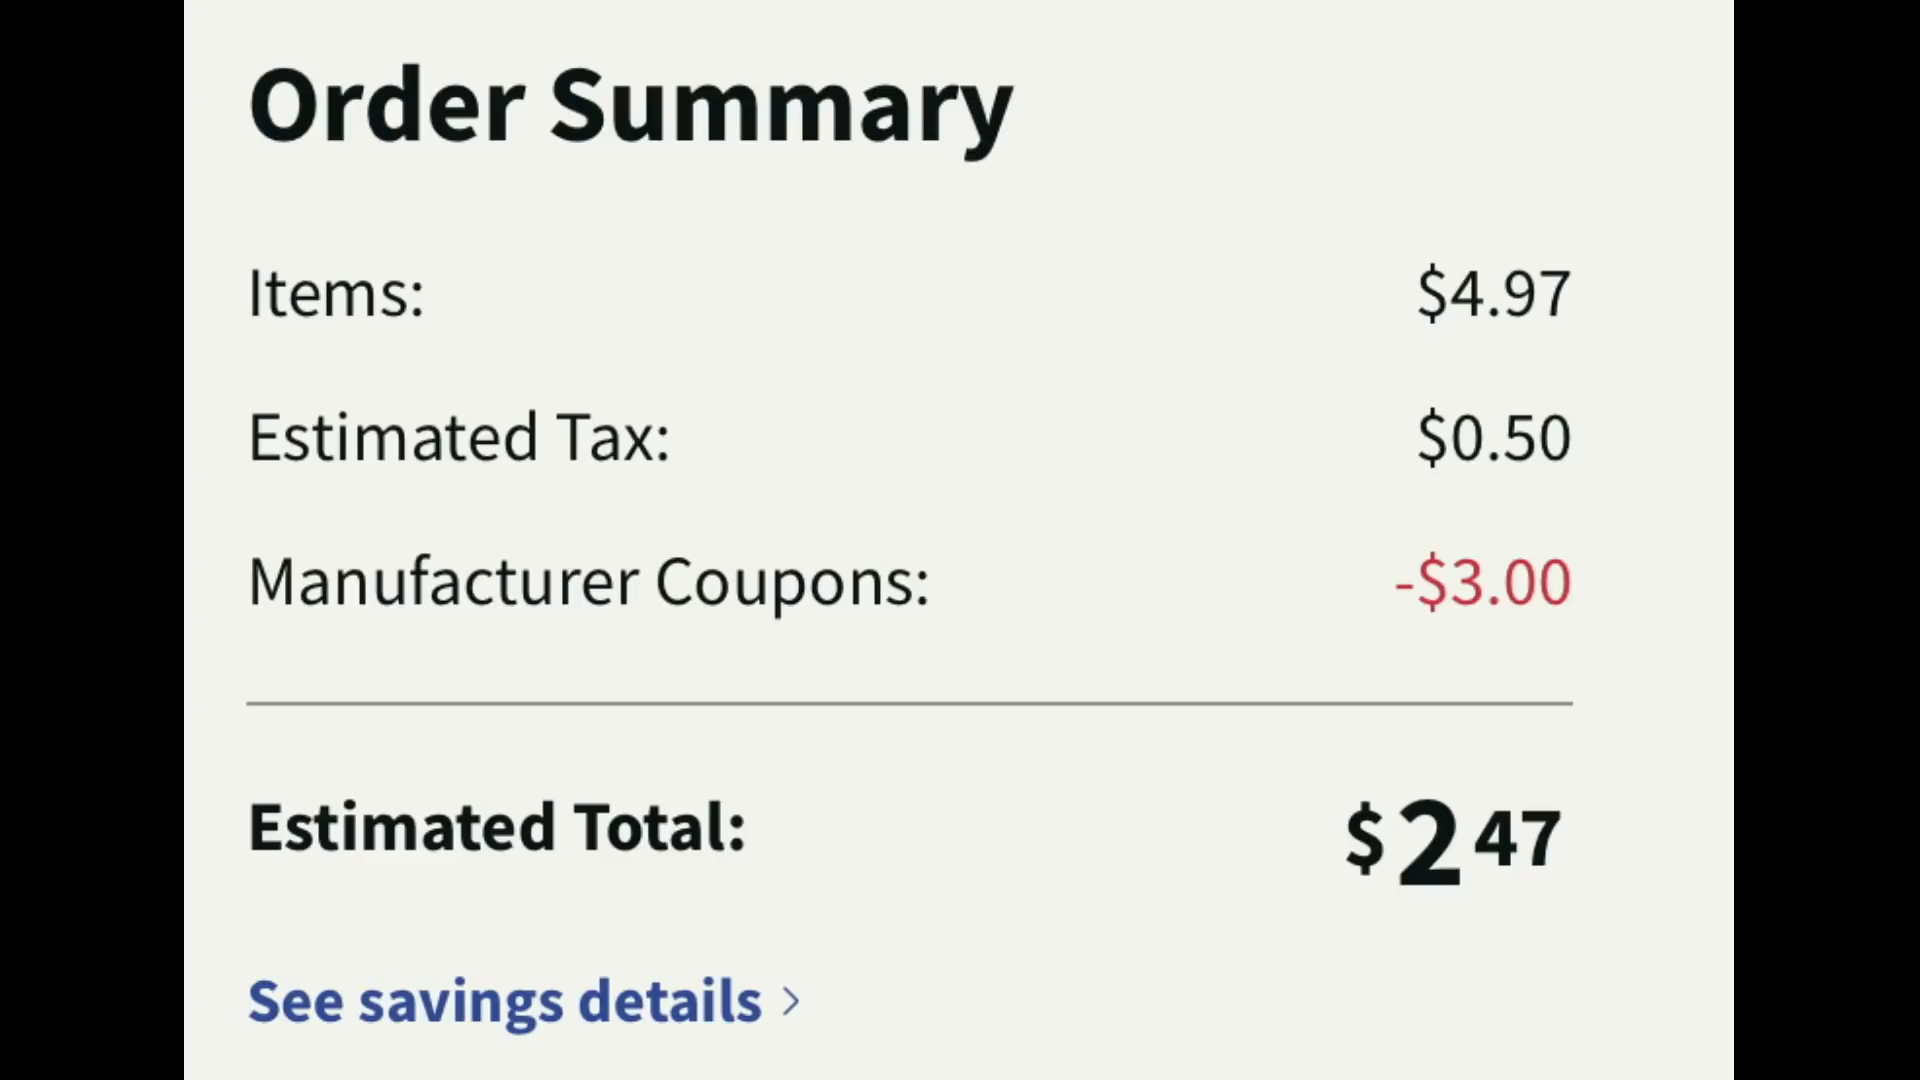 Order Summary
Items: $4.97
Estimated Tax: $0.50
Manufacturer Coupons: -$3.00
Estimated Total: $2 47
See savings details >